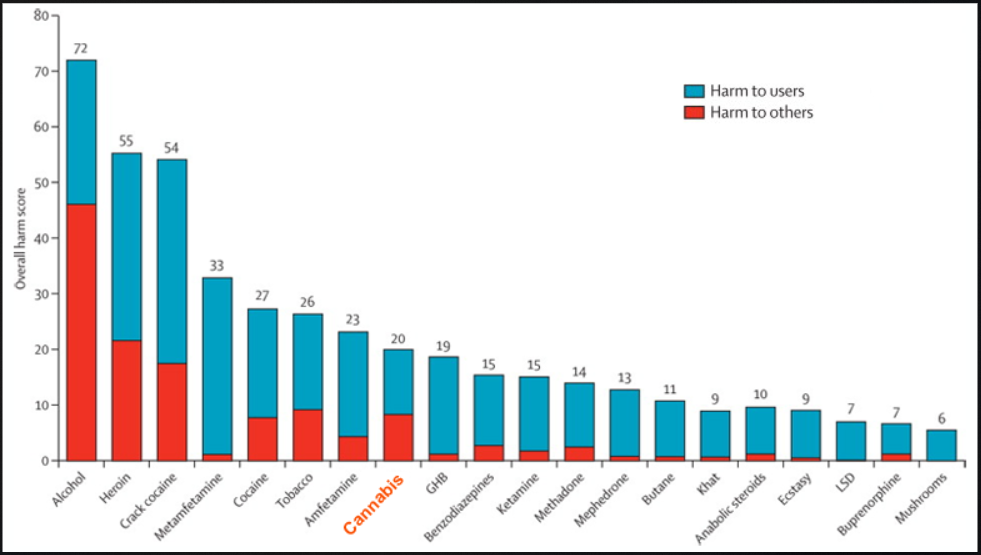 80
70
60
50
40
30
20
10
0
Overall harm score
72
55
54
33
27
26
23
20
19
15
15
14
13
11
9
10
9
7
7
6
Harm to users
Harm to others
Alcohol
Heroin
Crack cocaine
Metamfetamine
Cocaine
Tobacco
Amfetamine
Cannabis
GHB
Benzodiazepines
Ketamine
Methadone
Mephedrone
Butane
Khat
Anabolic steroids
Ecstasy
LSD
Buprenorphine
Mushrooms